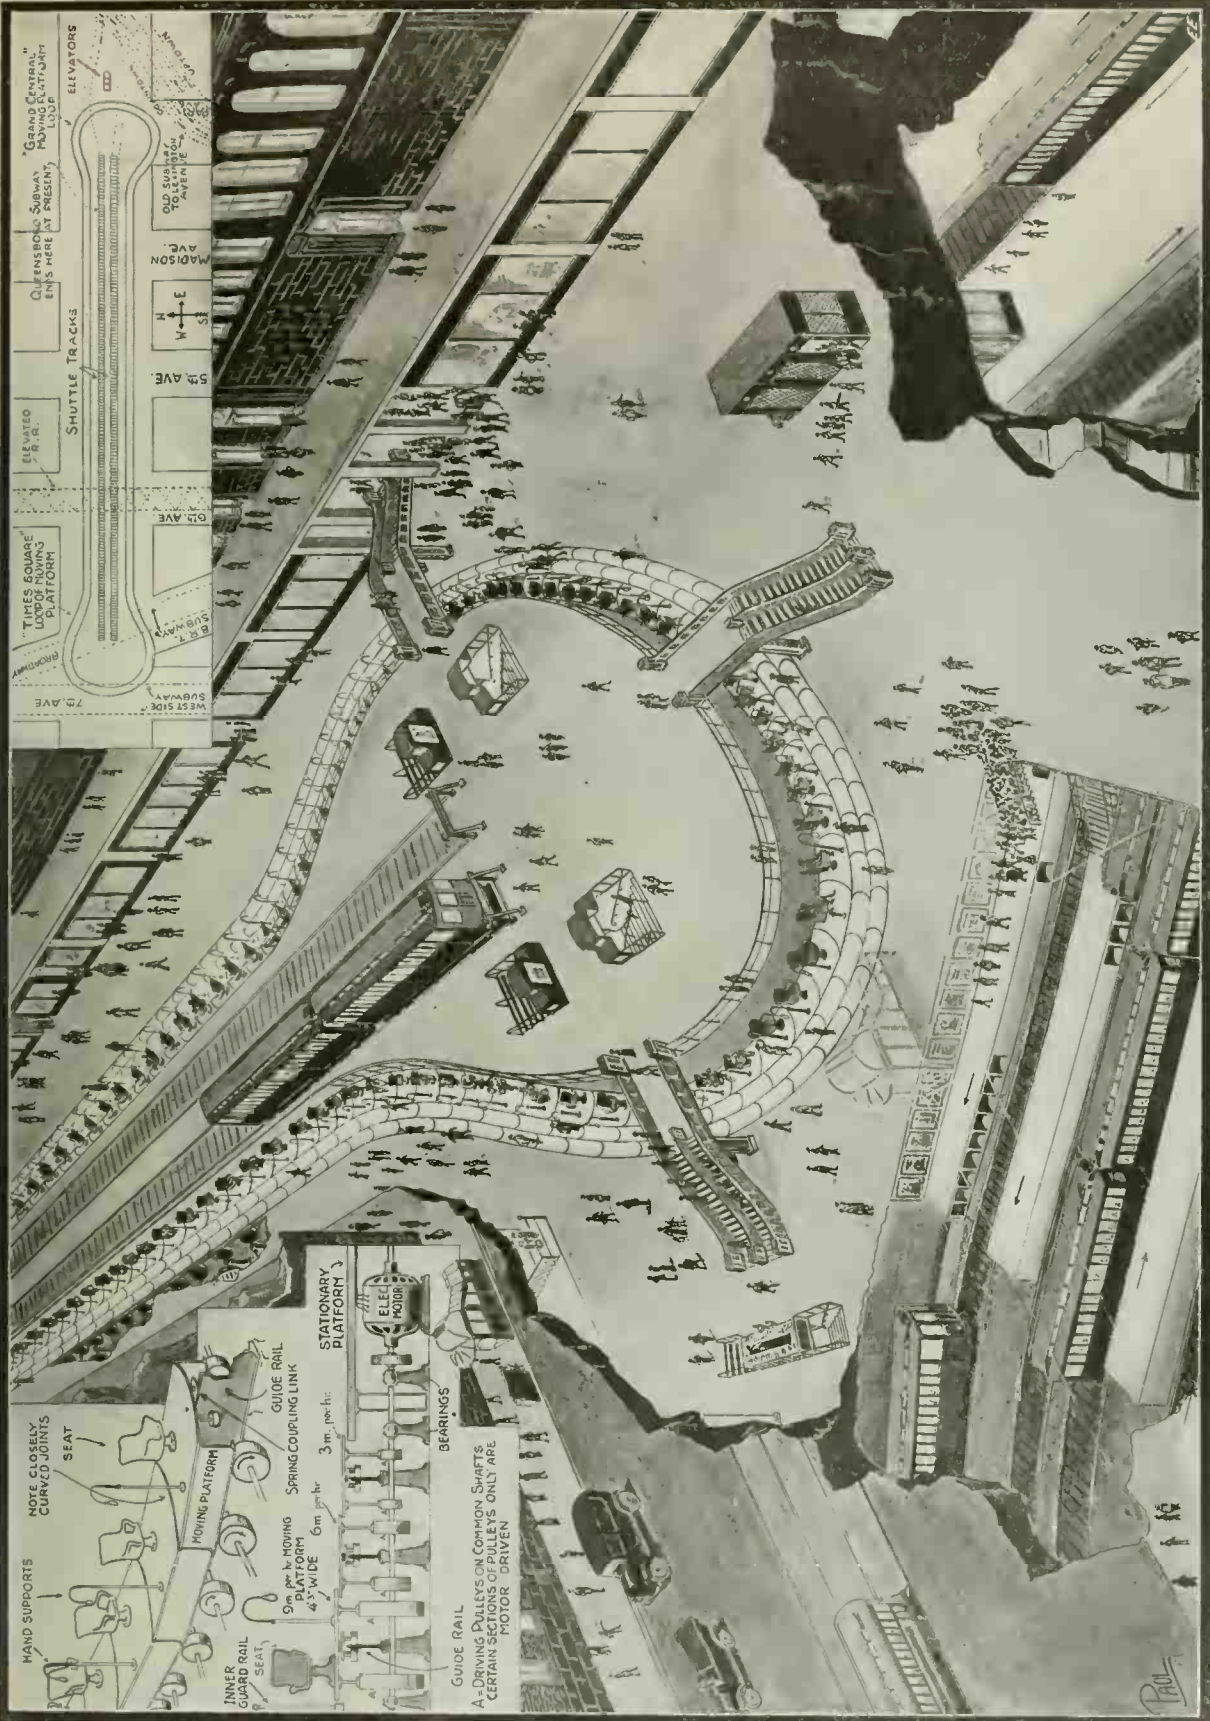 HAND SUPPORTS
NOTE CLOSELY
CURVED JOINTS
SEAT
MOVING PLATFORM
GUIDE RAIL
SPRING COUPLING LINK
INNER
GUARD RAIL
SEAT
9m per hr. MOVING
PLATFORM
4'3" WIDE
6m per hr
3m. per hr.
STATIONARY
PLATFORM
ELEC
MOTOR
BEARINGS
GUIDE RAIL
A
A
A
A = DRIVING PULLEYS ON COMMON SHAFTS
CERTAIN SECTIONS OF PULLEYS ONLY ARE
MOTOR DRIVEN
"TIMES SQUARE"
LOOP OF MOVING
PLATFORM
ELEVATED
R.R.
SHUTTLE TRACKS
QUEENSBORO SUBWAY
ENDS HERE AT PRESENT
"GRAND CENTRAL"
MOVING PLATFORM
LOOP
ELEVATORS
BROADWAY
7TH. AVE
WEST SIDE
SUBWAY
B.R.T.
SUBWAY
6TH. AVE
5TH. AVE
N
W
E
S
MADISON
AVE.
OLD SUBWAY
TO LEXINGTON
AVENUE
UPTOWN
DOWNTOWN
PAUL